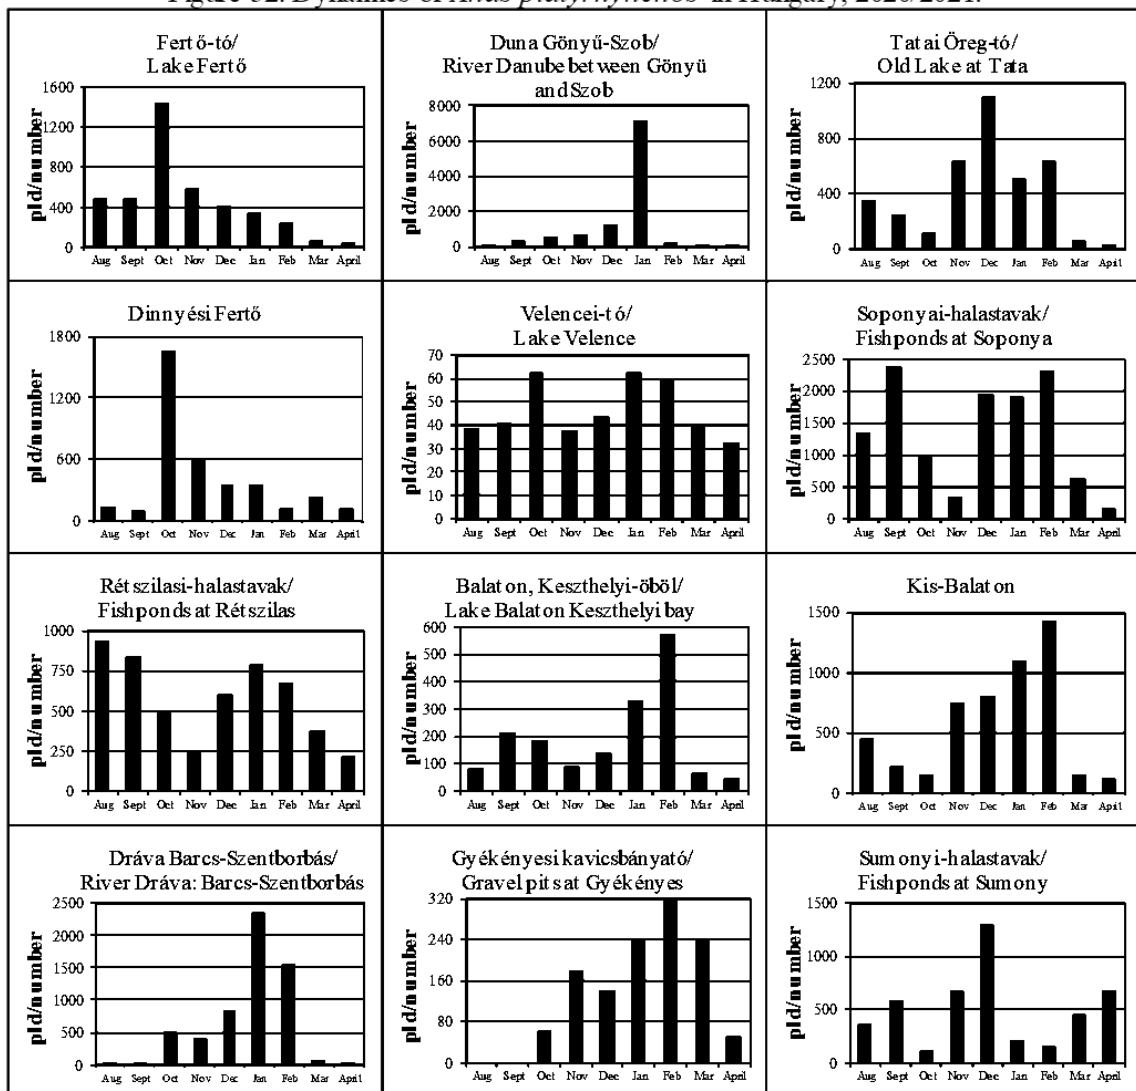 Figure 32. Dynamics of Anas platyrhynchos in Hungary, 2020/2021.
Fertő-tó/
Lake Fertő
pld/number
1600
1200
800
400
0
Aug Sept Oct Nov Dec Jan Feb Mar April
Duna Gönyű-Szob/
River Danube between Gönyü
and Szob
pld/number
8000
6000
4000
2000
0
Aug Sept Oct Nov Dec Jan Feb Mar April
Tatai Öreg-tó/
Old Lake at Tata
pld/number
1200
800
400
0
Aug Sept Oct Nov Dec Jan Feb Mar April
Dinnyési Fertő
pld/number
1800
1200
600
0
Aug Sept Oct Nov Dec Jan Feb Mar April
Velencei-tó/
Lake Velence
pld/number
70
60
50
40
30
20
10
0
Aug Sept Oct Nov Dec Jan Feb Mar April
Soponyai-halastavak/
Fishponds at Soponya
pld/number
2500
2000
1500
1000
500
0
Aug Sept Oct Nov Dec Jan Feb Mar April
Rétszilasi-halastavak/
Fishponds at Rétszilas
pld/number
1000
750
500
250
0
Aug Sept Oct Nov Dec Jan Feb Mar April
Balaton, Keszthelyi-öböl/
Lake Balaton Keszthelyi bay
pld/number
600
500
400
300
200
100
0
Aug Sept Oct Nov Dec Jan Feb Mar April
Kis-Balaton
pld/number
1500
1000
500
0
Aug Sept Oct Nov Dec Jan Feb Mar April
Dráva Barcs-Szentborbás/
River Dráva: Barcs-Szentborbás
pld/number
2500
2000
1500
1000
500
0
Aug Sept Oct Nov Dec Jan Feb Mar April
Gyékényesi kavicsbányató/
Gravel pits at Gyékényes
pld/number
320
240
160
80
0
Aug Sept Oct Nov Dec Jan Feb Mar April
Sumonyi-halastavak/
Fishponds at Sumony
pld/number
1500
1000
500
0
Aug Sept Oct Nov Dec Jan Feb Mar April